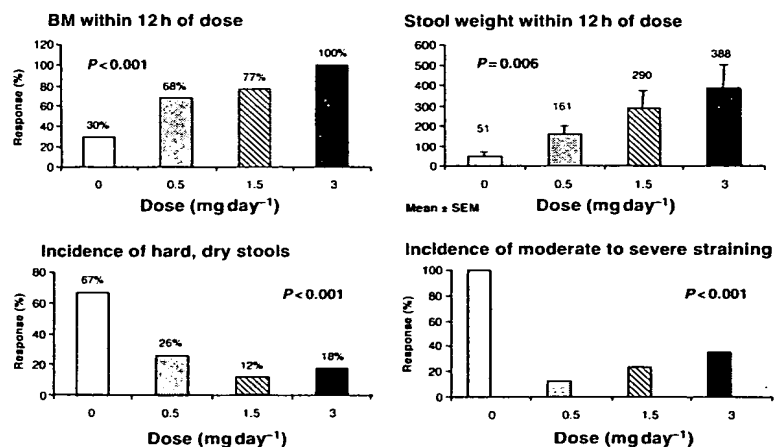 BM within 12 h of dose
120
100
80
60
40
20
0
Response (%)
P<0.001
30%
68%
77%
100%
0 0.5 1.5 3
Dose (mg day⁻¹)
Stool weight within 12 h of dose
600
500
400
300
200
100
0
Response (%)
P=0.006
51
161
290
388
0 0.5 1.5 3
Mean ± SEM
Dose (mg day⁻¹)
Incidence of hard, dry stools
80
60
40
20
0
Response (%)
67%
P<0.001
26%
12%
18%
0 0.5 1.5 3
Dose (mg day⁻¹)
Incidence of moderate to severe straining
100
80
60
40
20
0
Response (%)
P<0.001
0 0.5 1.5 3
Dose (mg day⁻¹)